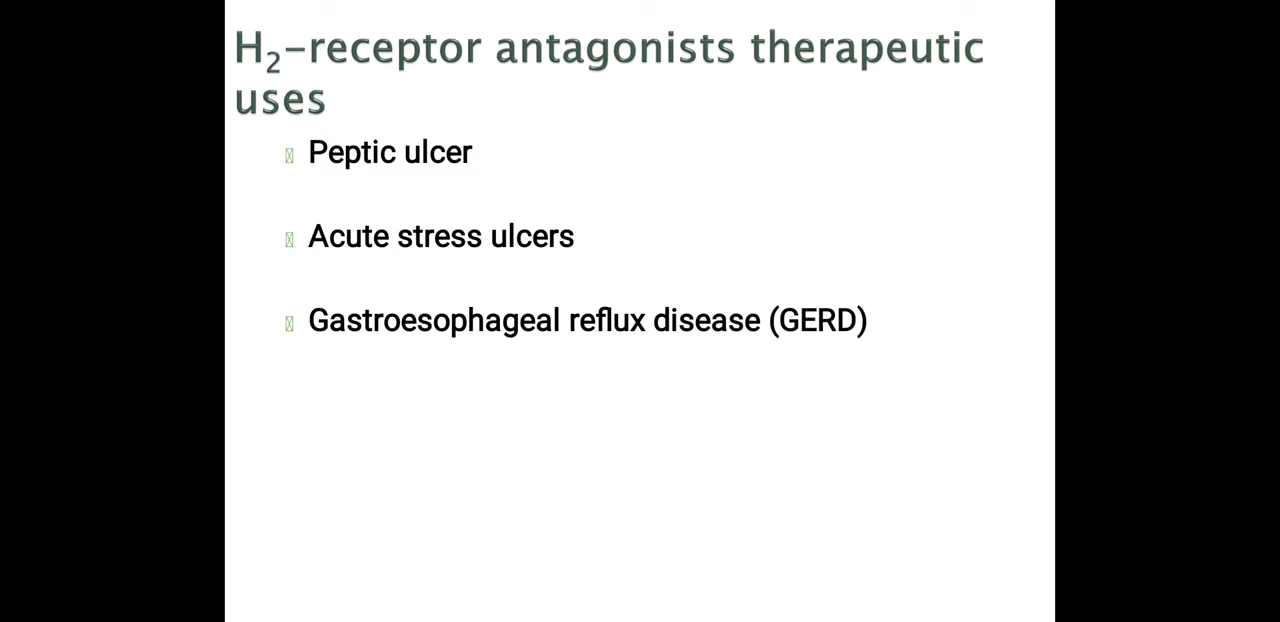 H₂-receptor antagonists therapeutic
uses
Peptic ulcer
Acute stress ulcers
Gastroesophageal reflux disease (GERD)